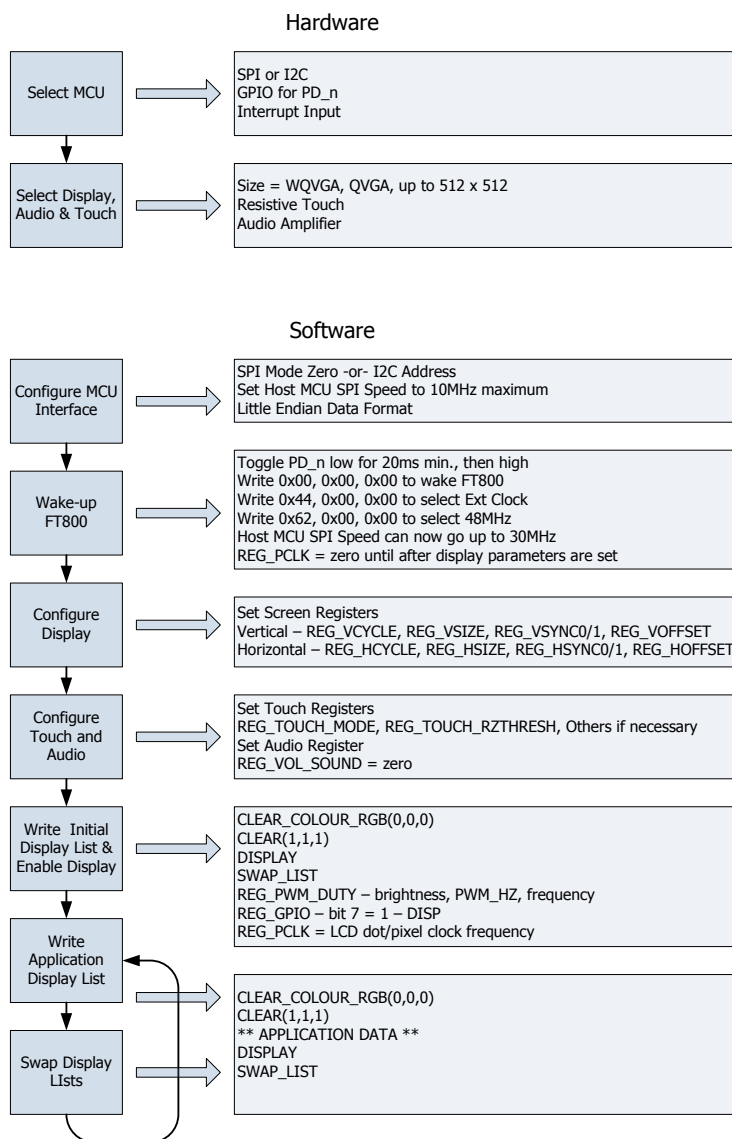 Hardware
Select MCU
SPI or I2C
GPIO for PD_n
Interrupt Input
Select Display,
Audio & Touch
Size = WQVGA, QVGA, up to 512 x 512
Resistive Touch
Audio Amplifier
Software
Configure MCU
Interface
SPI Mode Zero -or- I2C Address
Set Host MCU SPI Speed to 10MHz maximum
Little Endian Data Format
Wake-up
FT800
Toggle PD_n low for 20ms min., then high
Write 0x00, 0x00, 0x00 to wake FT800
Write 0x44, 0x00, 0x00 to select Ext Clock
Write 0x62, 0x00, 0x00 to select 48MHz
Host MCU SPI Speed can now go up to 30MHz
REG_PCLK = zero until after display parameters are set
Configure
Display
Set Screen Registers
Vertical – REG_VCYCLE, REG_VSIZE, REG_VSYNC0/1, REG_VOFFSET
Horizontal – REG_HCYCLE, REG_HSIZE, REG_HSYNC0/1, REG_HOFFSET
Configure
Touch and
Audio
Set Touch Registers
REG_TOUCH_MODE, REG_TOUCH_RZTHRESH, Others if necessary
Set Audio Register
REG_VOL_SOUND = zero
Write Initial
Display List &
Enable Display
CLEAR_COLOUR_RGB(0,0,0)
CLEAR(1,1,1)
DISPLAY
SWAP_LIST
REG_PWM_DUTY – brightness, PWM_HZ, frequency
REG_GPIO – bit 7 = 1 – DISP
REG_PCLK = LCD dot/pixel clock frequency
Write
Application
Display List
CLEAR_COLOUR_RGB(0,0,0)
CLEAR(1,1,1)
** APPLICATION DATA **
DISPLAY
SWAP_LIST
Swap Display
LIsts